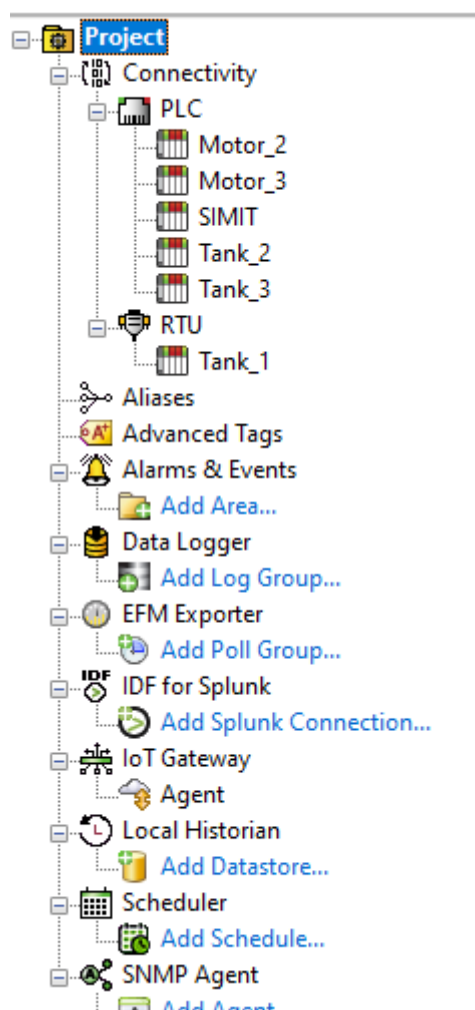 Project
Connectivity
PLC
Motor_2
Motor_3
SIMIT
Tank_2
Tank_3
RTU
Tank_1
Aliases
A+ Advanced Tags
Alarms & Events
Add Area...
Data Logger
Add Log Group...
EFM Exporter
Add Poll Group...
IDF for Splunk
Add Splunk Connection...
IoT Gateway
Agent
Local Historian
Add Datastore...
Scheduler
Add Schedule...
SNMP Agent
Add Agent